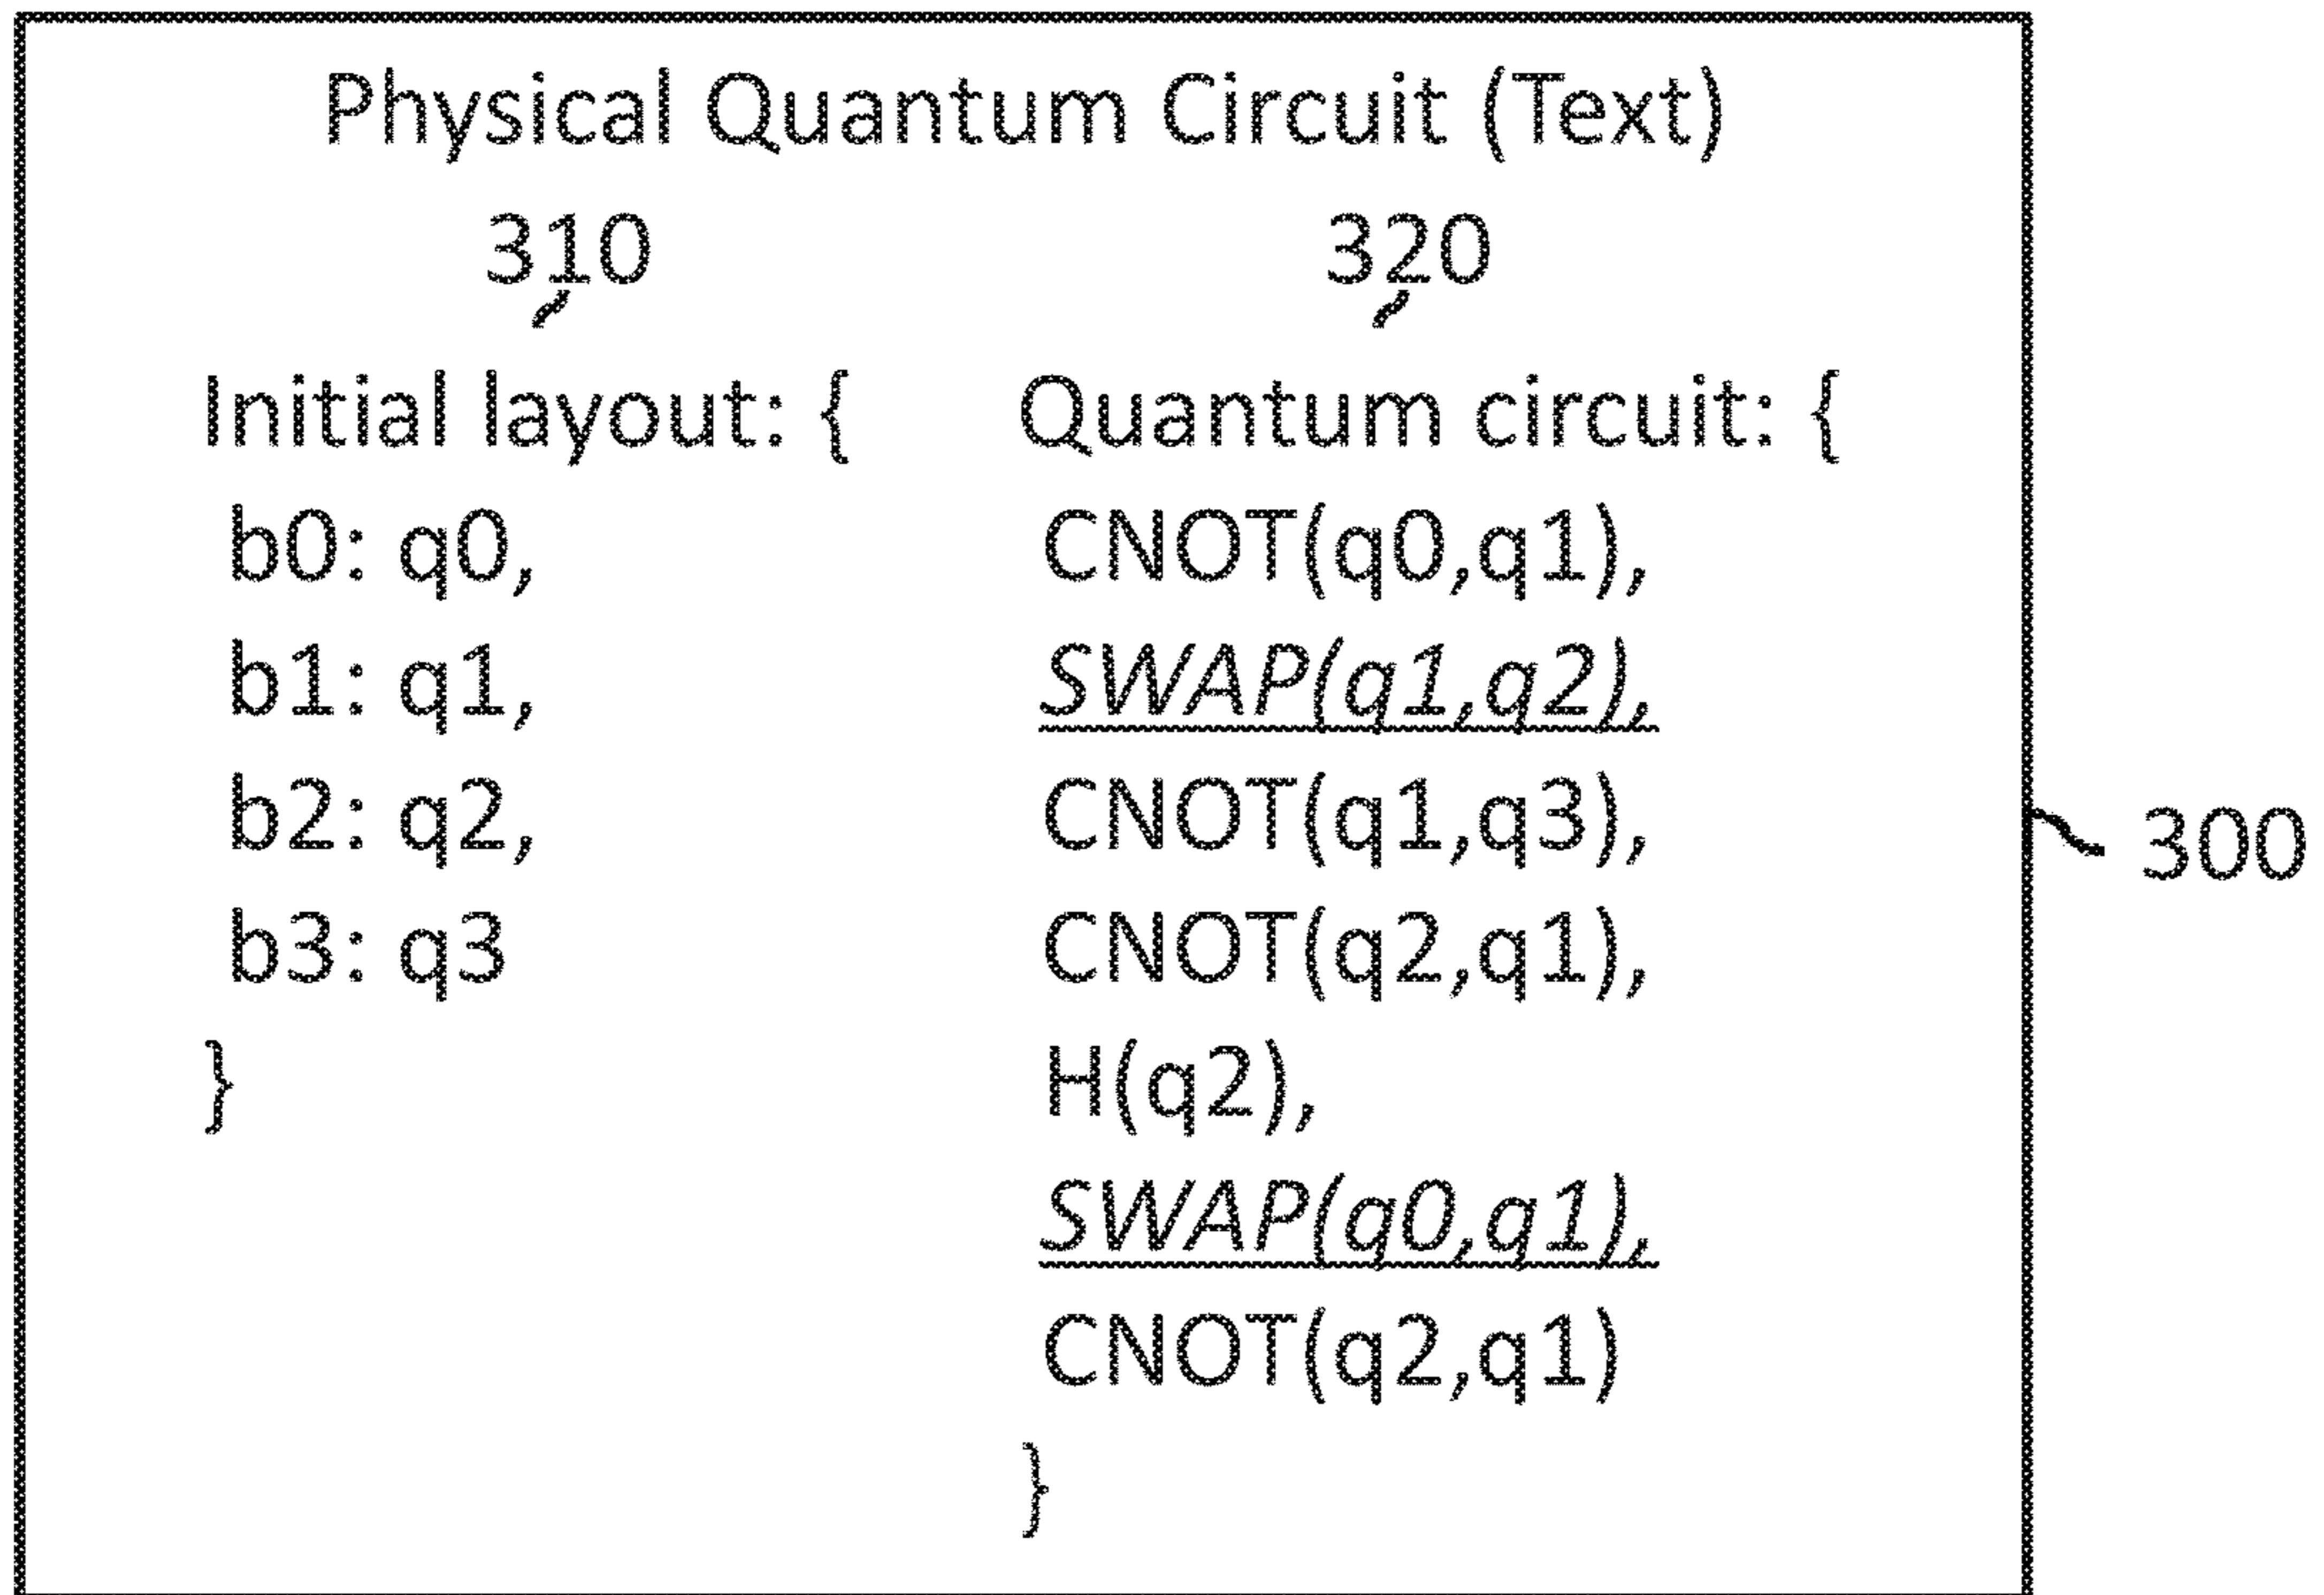 Physical Quantum Circuit (Text)
310
320
Initial layout: {
b0: q0,
b1: q1,
b2: q2,
b3: q3
}
Quantum circuit: {
CNOT(q0,q1),
SWAP(q1,q2),
CNOT(q1,q3),
CNOT(q2,q1),
H(q2),
SWAP(q0,q1),
CNOT(q2,q1)
}
300